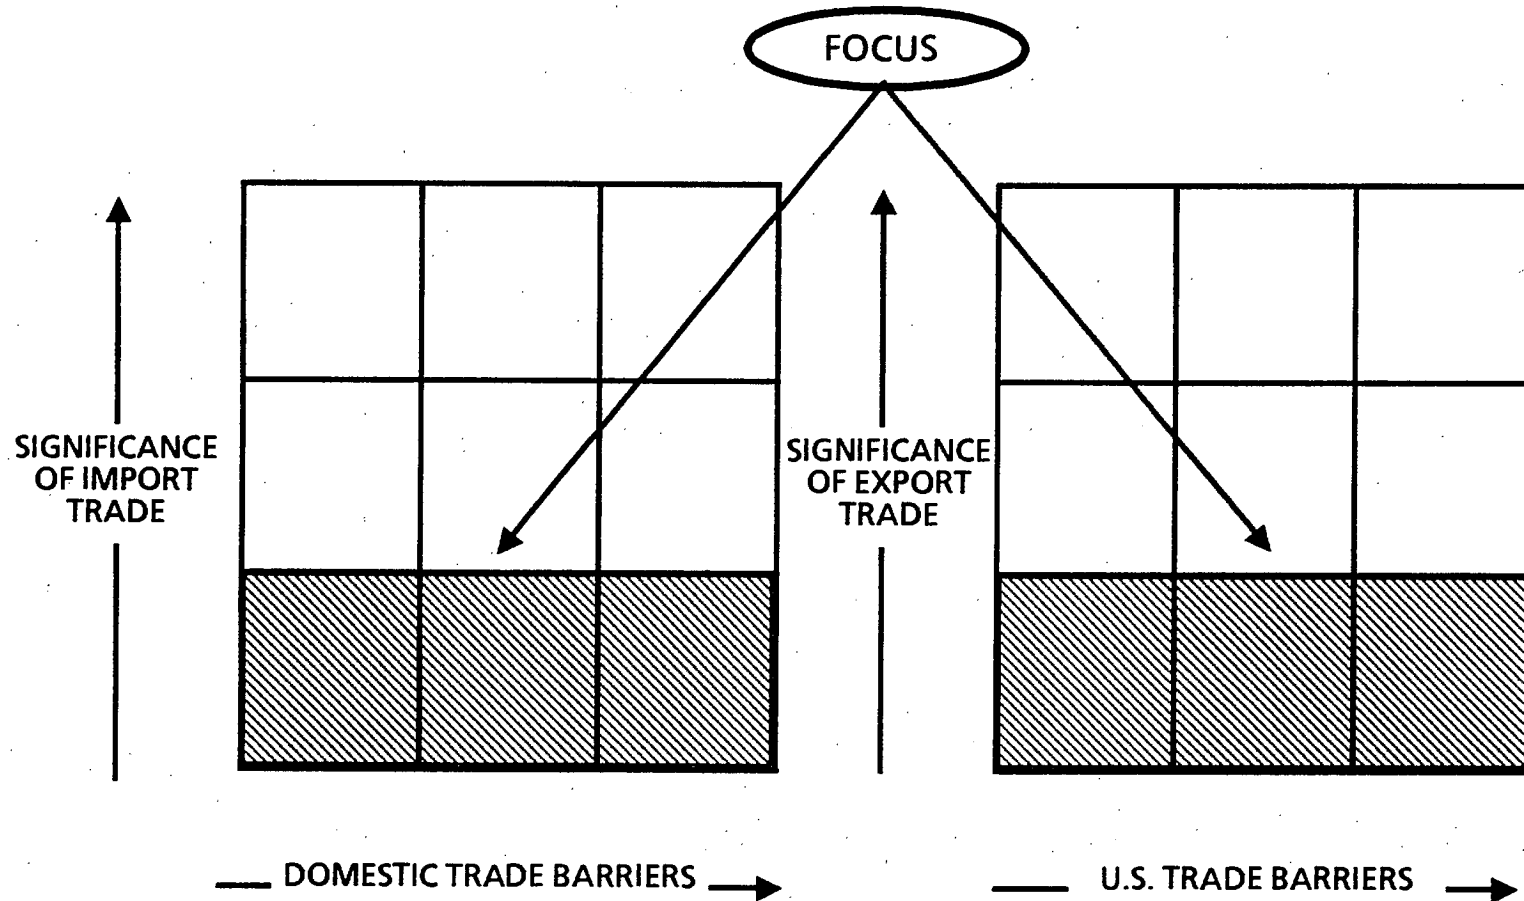 FOCUS
SIGNIFICANCE
OF IMPORT
TRADE
SIGNIFICANCE
OF EXPORT
TRADE
DOMESTIC TRADE BARRIERS
U.S. TRADE BARRIERS